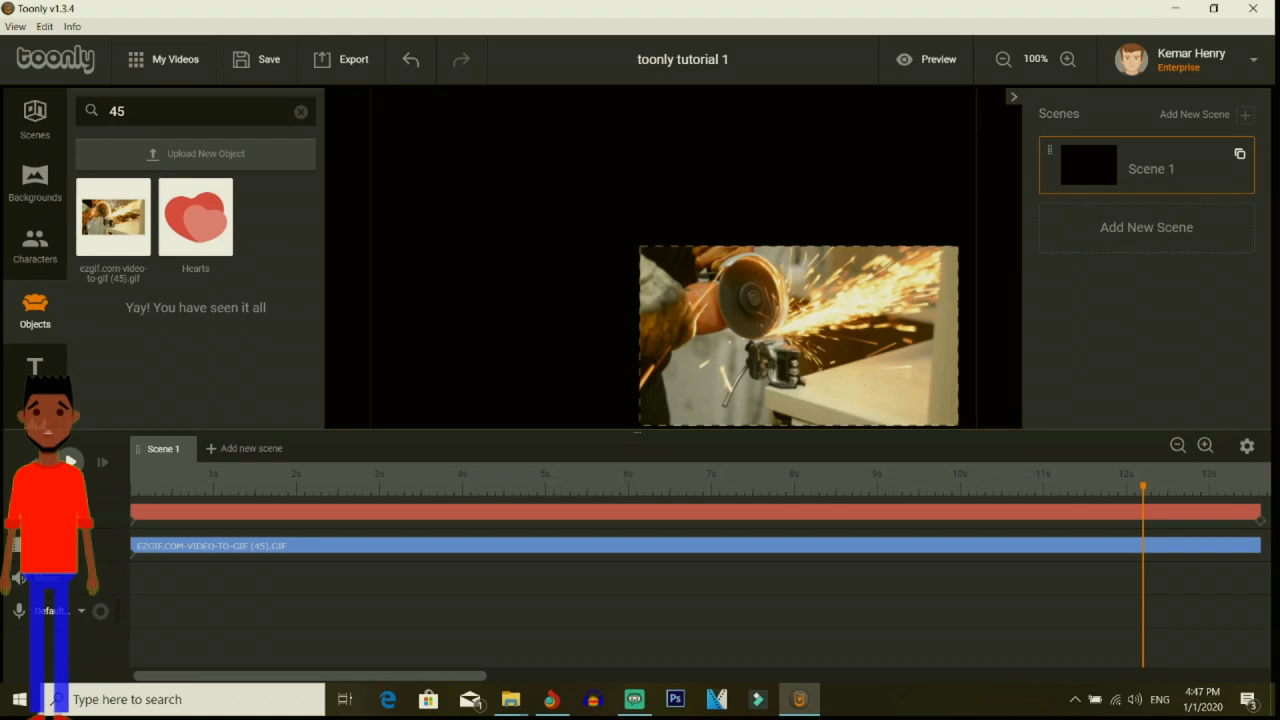 Toonly v1.3.4
View Edit Info
toonly
My Videos
Save
Export
toonly tutorial 1
Preview
100%
Kemar Henry
Enterprise
Scenes
Backgrounds
Characters
Objects
T
45
Upload New Object
ezgif.com-video-
to-gif (45).gif
Hearts
Yay! You have seen it all
Scenes
Add New Scene
Scene 1
Add New Scene
Scene 1
Add new scene
1s 2s 3s 4s 5s 6s 7s 8s 9s 10s 11s 12s 13s
EZGIF.COM-VIDEO-TO-GIF (45).GIF
Music
Default...
Type here to search
1
Ps
ENG
4:47 PM
1/1/2020
3